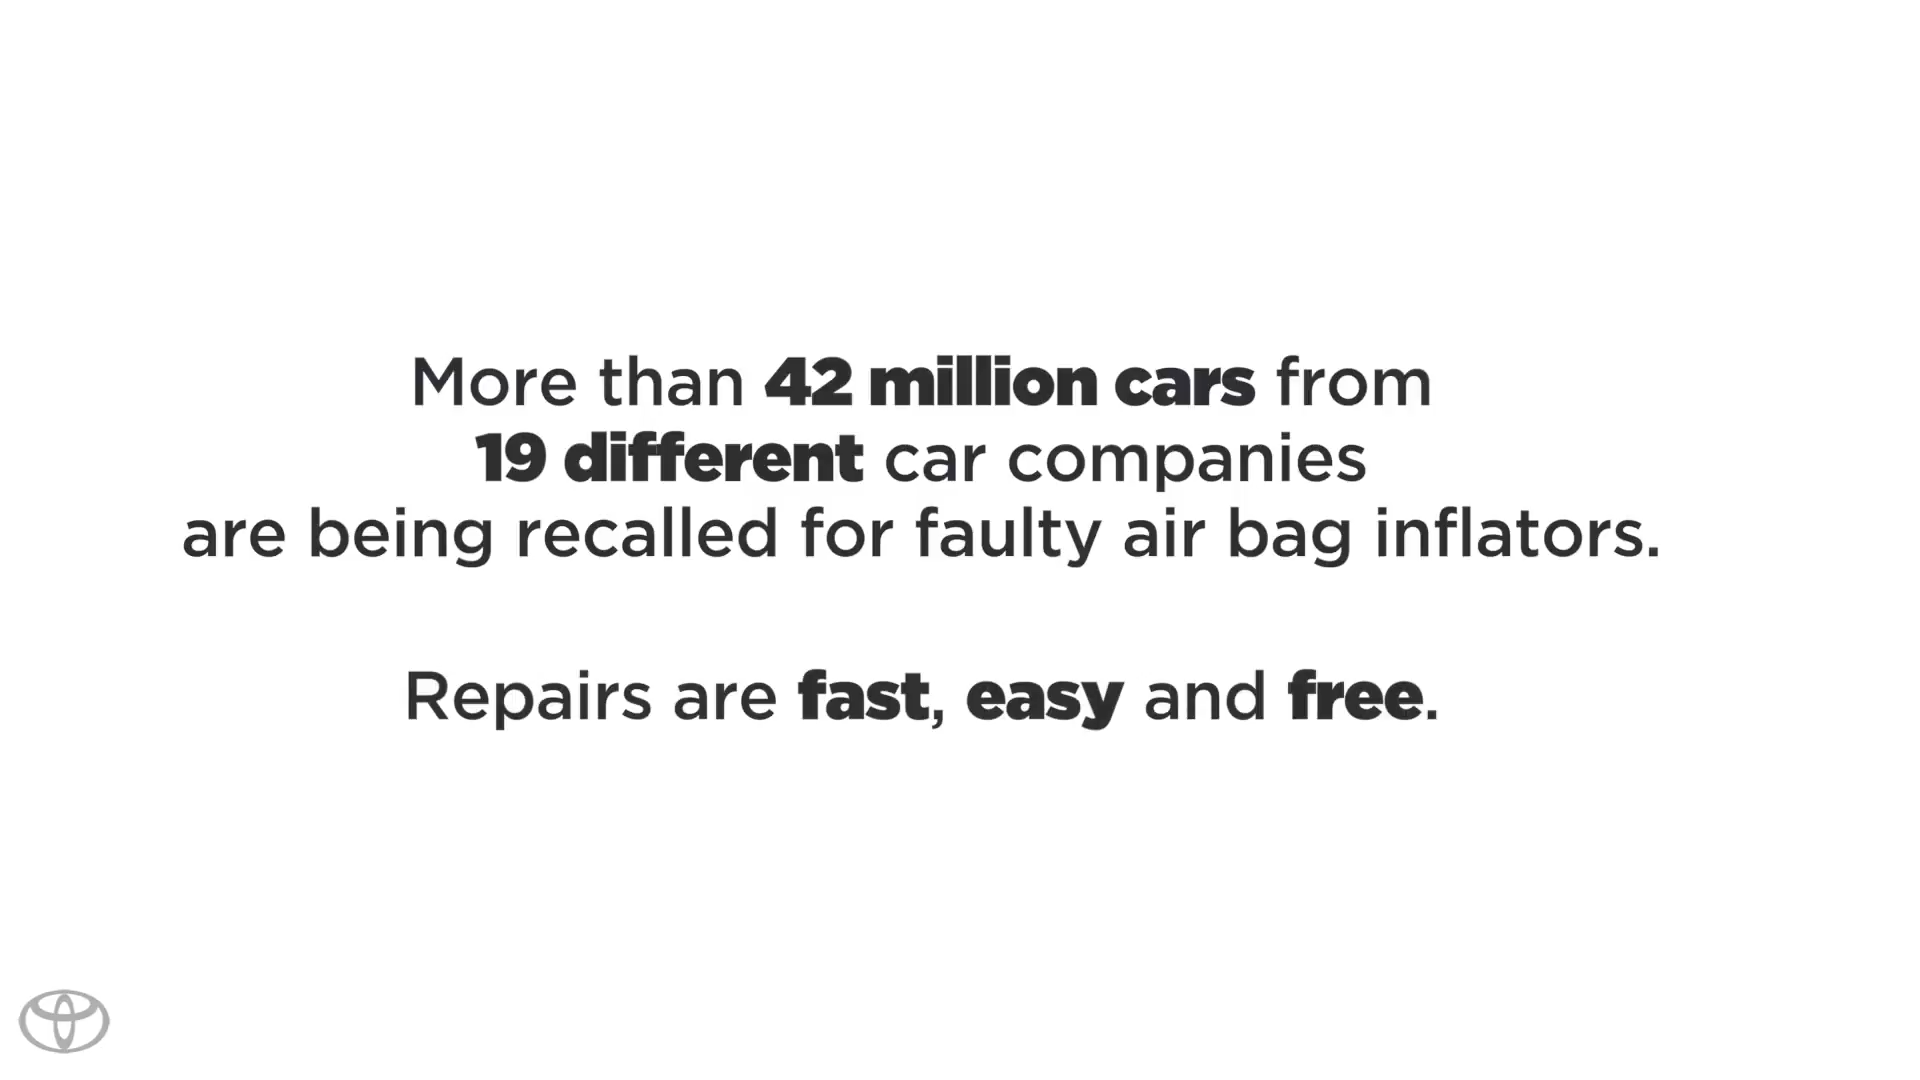 More than 42 million cars from
19 different car companies
are being recalled for faulty air bag inflators.
Repairs are fast, easy and free.